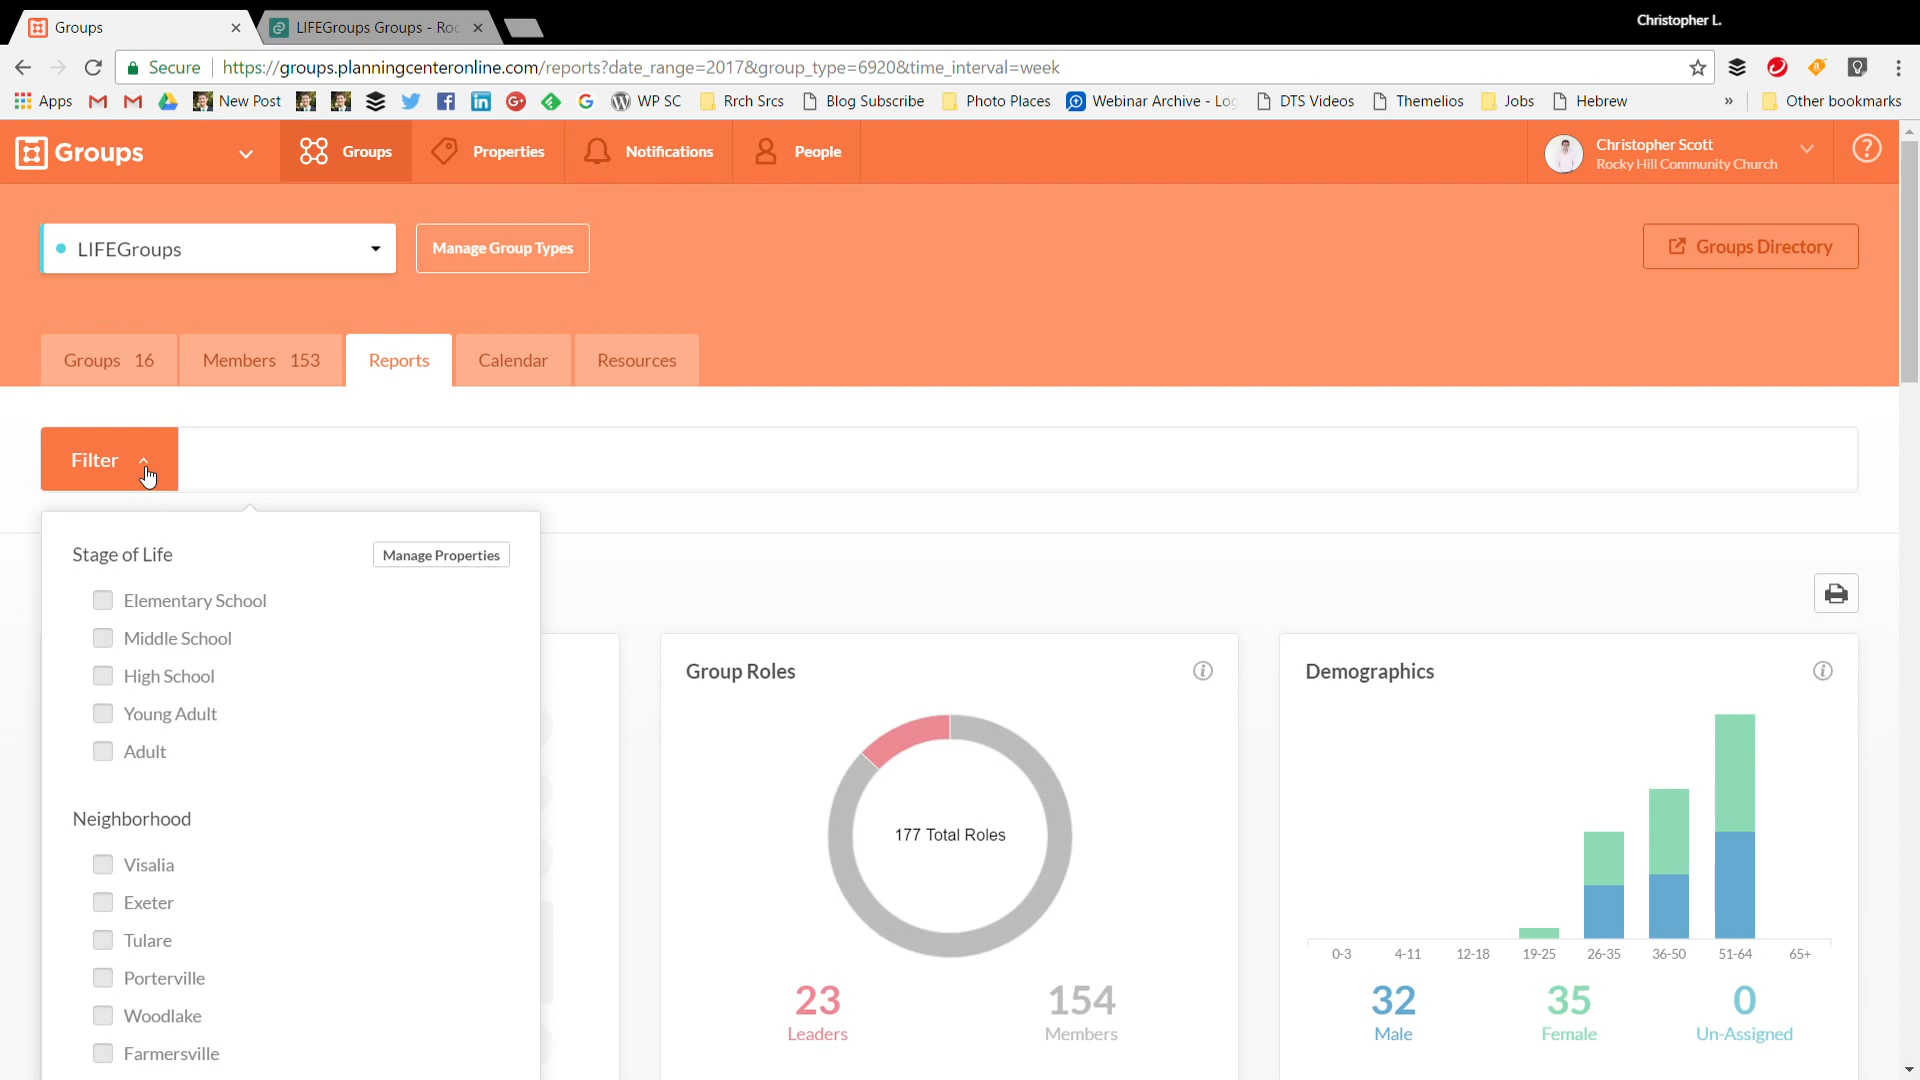 Christopher L.
Groups
LIFEGroups Groups - Roc
Secure https://groups.planningcenteronline.com/reports?date_range=2017&group_type=6920&time_interval=week
Apps New Post WP SC Rrch Srcs Blog Subscribe Photo Places Webinar Archive - Log DTS Videos Themelios Jobs Hebrew » Other bookmarks
Groups Groups Properties Notifications People
Christopher Scott
Rocky Hill Community Church
LIFEGroups Manage Group Types Groups Directory
Groups 16 Members 153 Reports Calendar Resources
Filter
Stage of Life Manage Properties
Elementary School
Middle School
High School
Young Adult
Adult
Neighborhood
Visalia
Exeter
Tulare
Porterville
Woodlake
Farmersville
Group Roles
177 Total Roles
23 154
Leaders Members
Demographics
0-3 4-11 12-18 19-25 26-35 36-50 51-64 65+
32 35 0
Male Female Un-Assigned